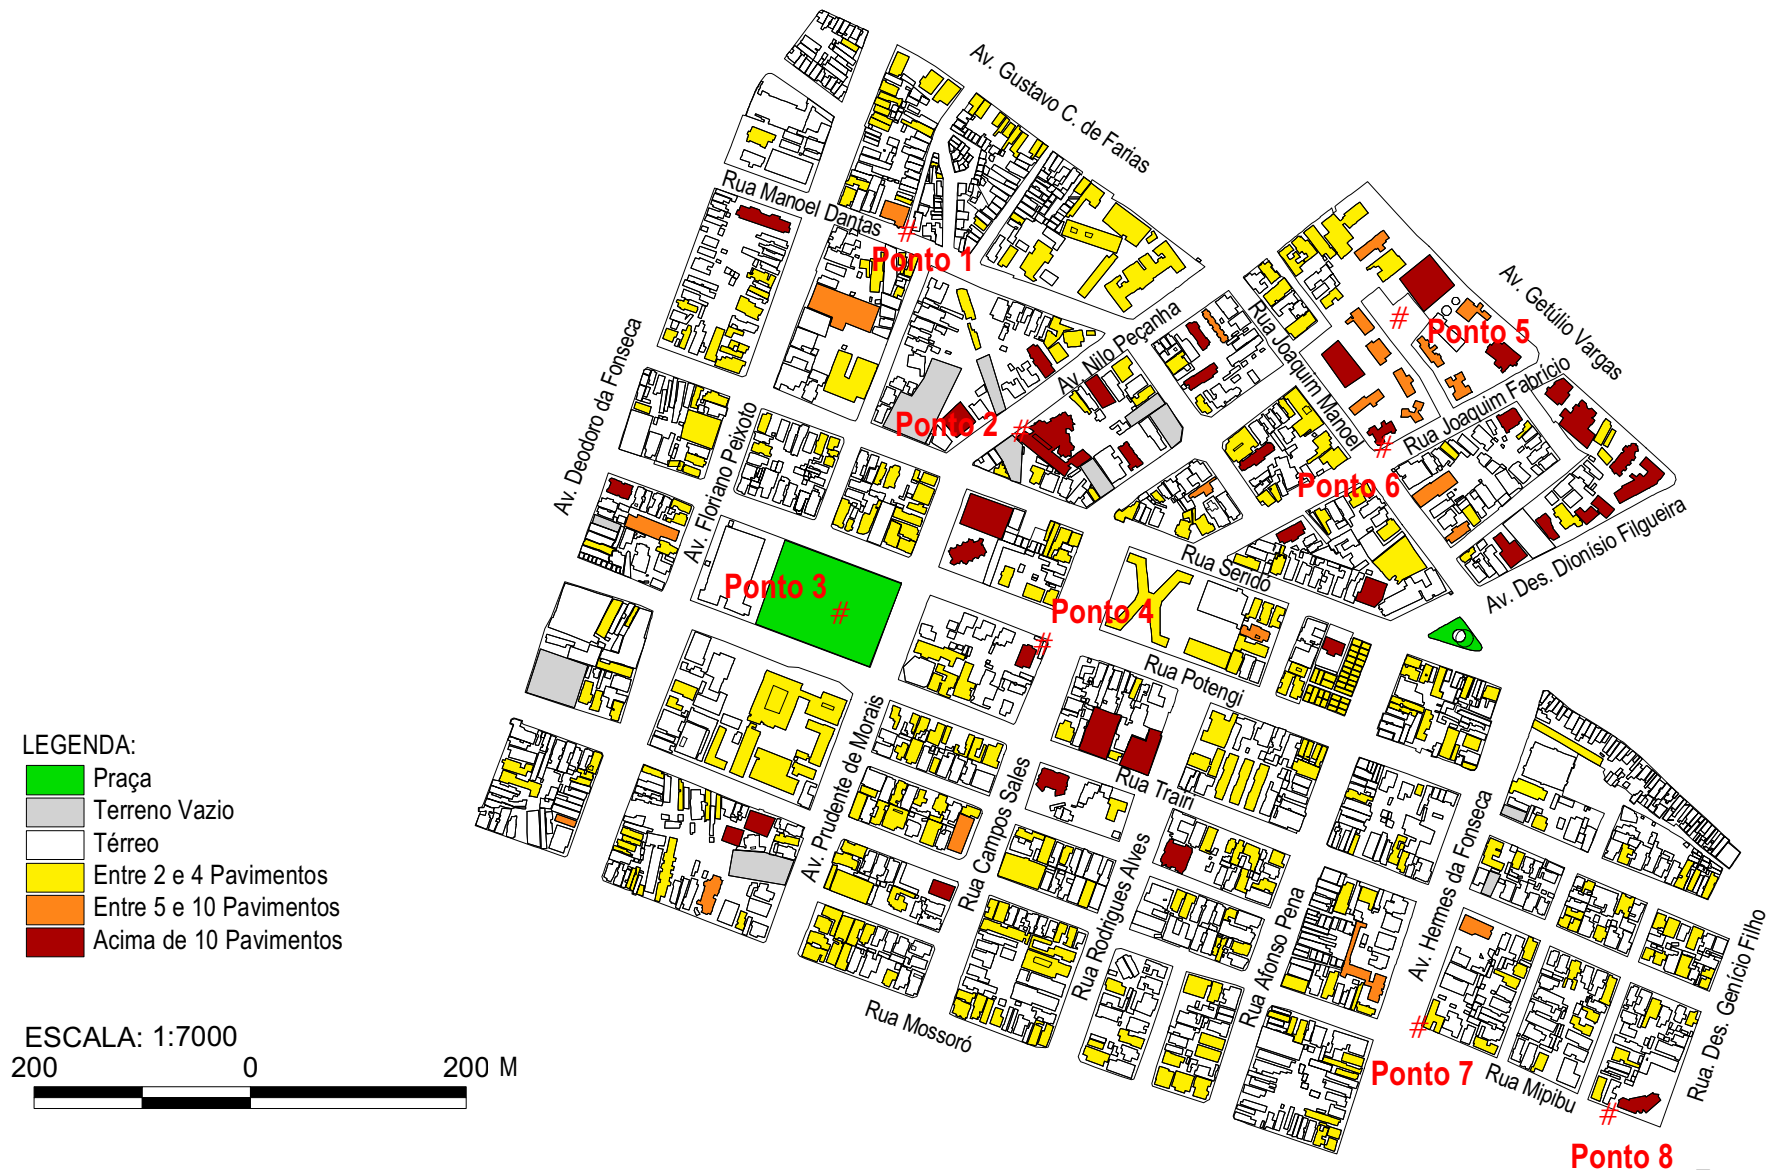 Av. Gustavo C. de Farias
Rua Manoel Dantas
#
Ponto 1
Av. Nilo Peçanha
Rua Joaquim Manoel
#
Ponto 5
Av. Getúlio Vargas
Rua Joaquim Fabrício
Av. Deodoro da Fonseca
Av. Floriano Peixoto
Ponto 2 #
#
Ponto 6
Rua Seridó
Av. Des. Dionísio Filgueira
Ponto 3
#
Ponto 4
#
Rua Potengi
Av. Prudente de Morais
Rua Campos Sales
Rua Trairi
Rua Rodrigues Alves
Rua Afonso Pena
Av. Hermes da Fonseca
Rua. Des. Genício Filho
Rua Mossoró
#
Ponto 7
Rua Mipibu
#
Ponto 8
LEGENDA:
Praça
Terreno Vazio
Térreo
Entre 2 e 4 Pavimentos
Entre 5 e 10 Pavimentos
Acima de 10 Pavimentos
ESCALA: 1:7000
200 0 200 M